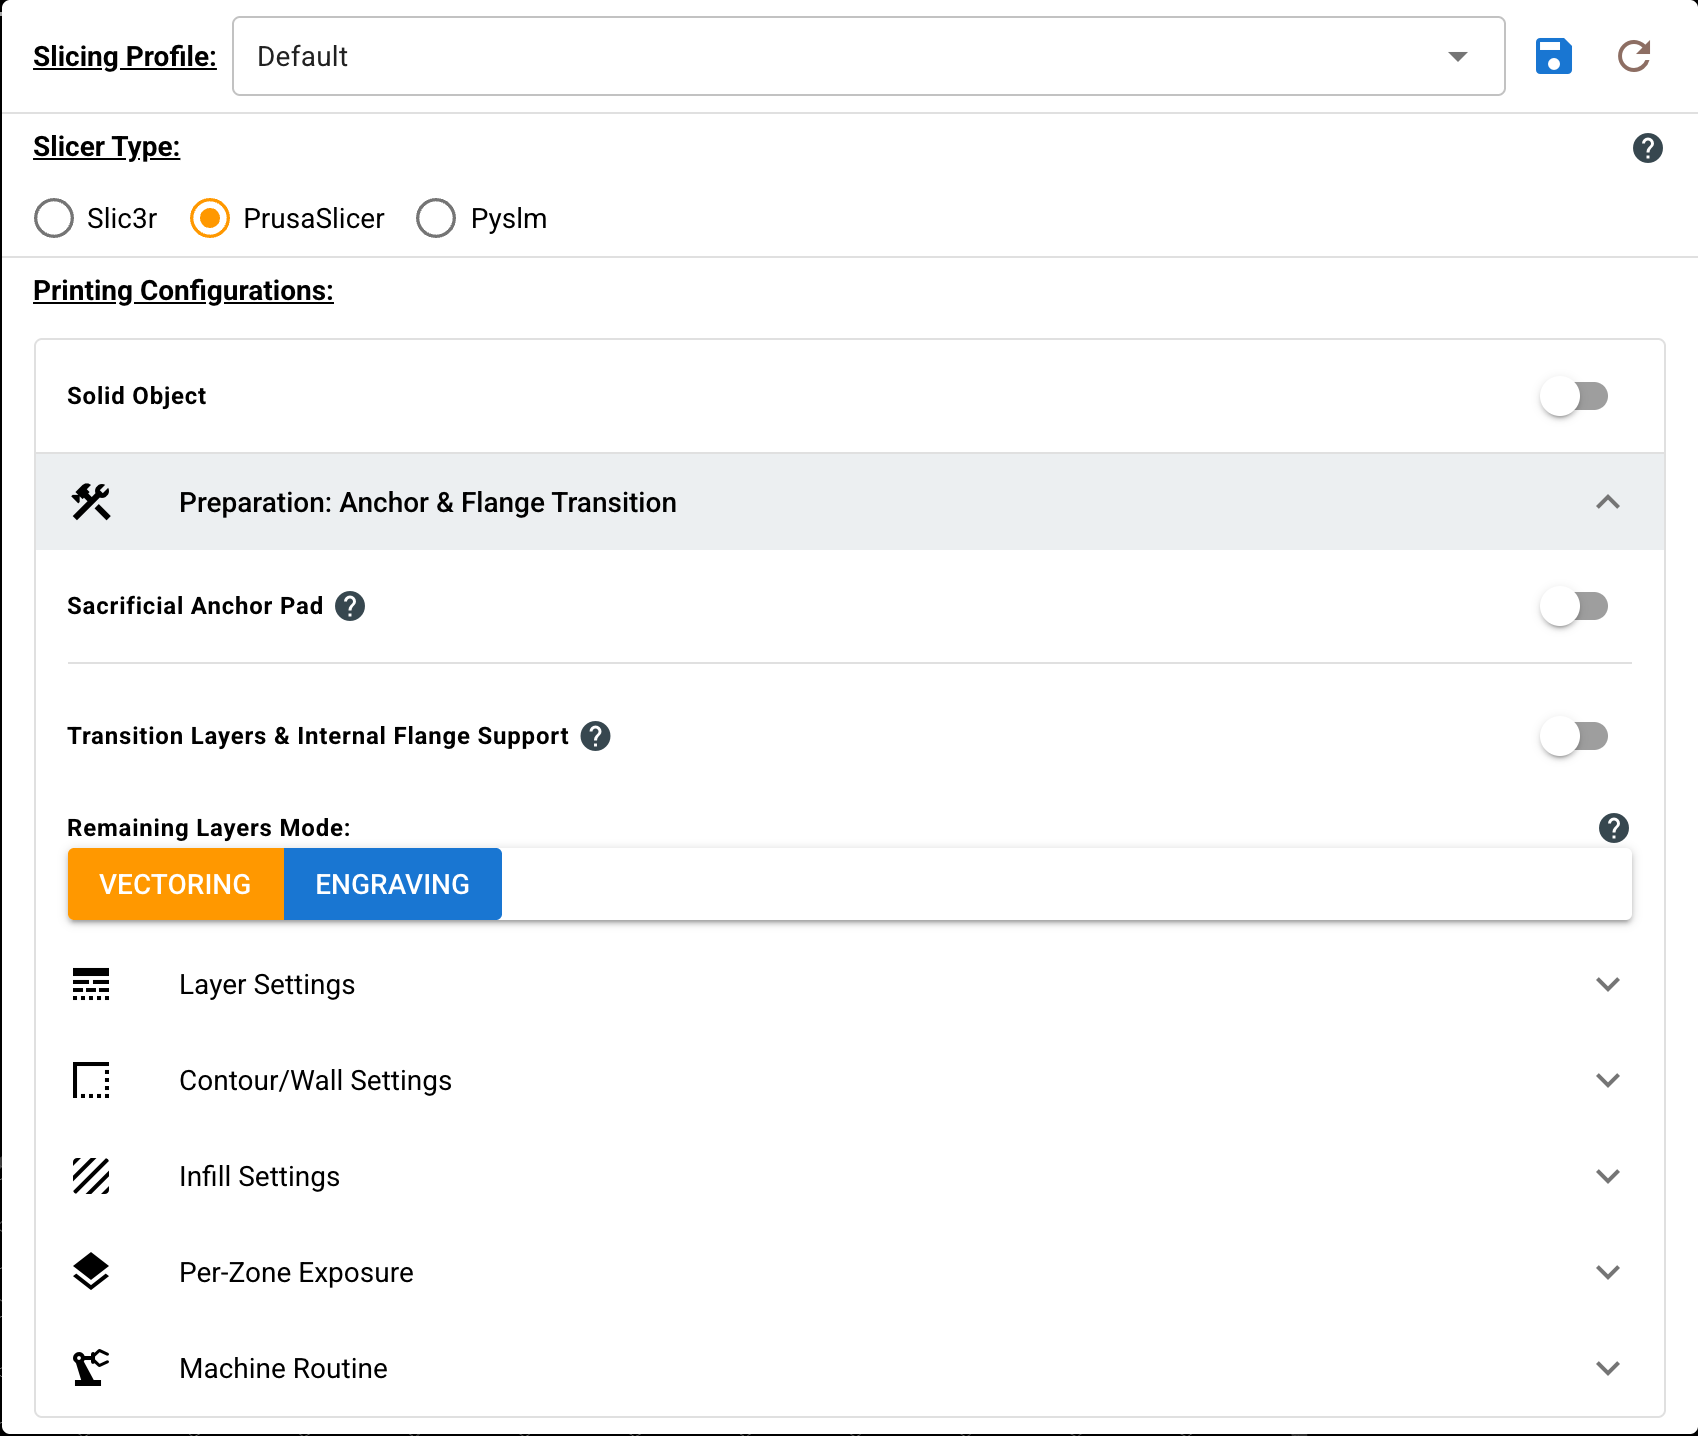 Slicing Profile: Default
Slicer Type:
Slic3r PrusaSlicer Pyslm
Printing Configurations:
Solid Object
Preparation: Anchor & Flange Transition
Sacrificial Anchor Pad
Transition Layers & Internal Flange Support
Remaining Layers Mode:
VECTORING ENGRAVING
Layer Settings
Contour/Wall Settings
Infill Settings
Per-Zone Exposure
Machine Routine